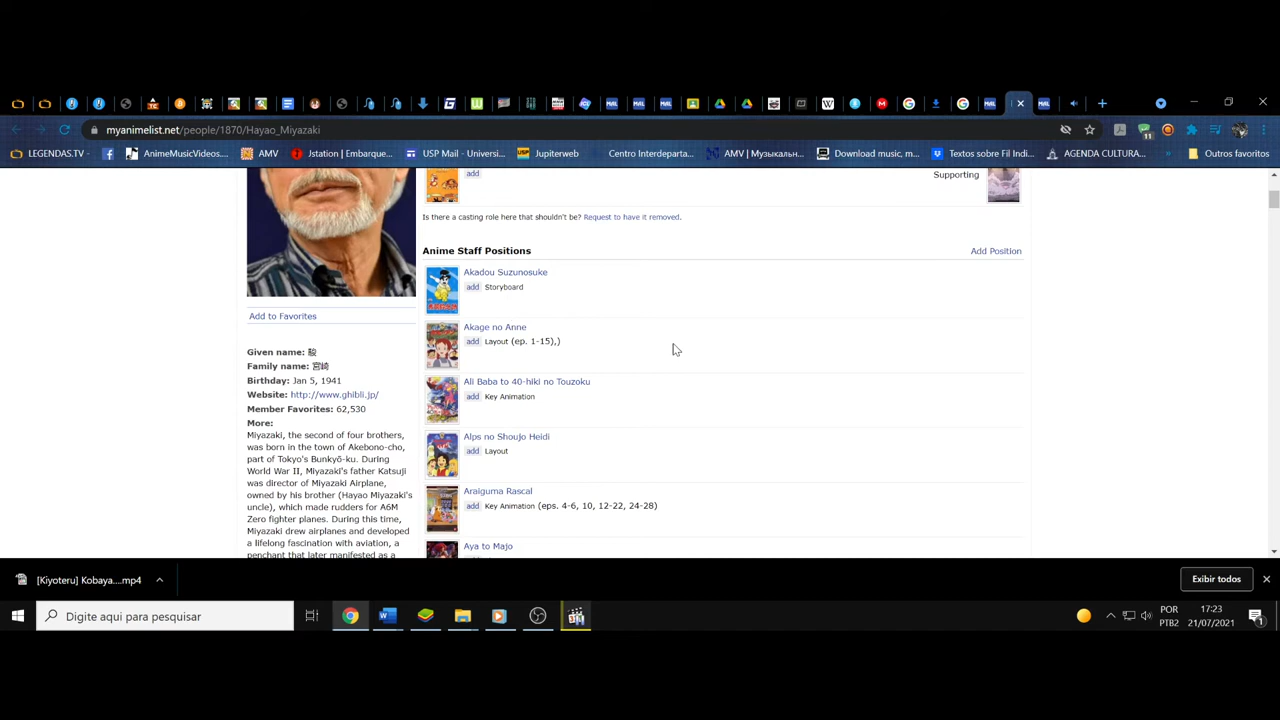 myanimelist.net/people/1870/Hayao_Miyazaki
11
LEGENDAS.TV -
AnimeMusicVideos...
AMV
Jstation | Embarque...
USP Mail - Universi...
Jupiterweb
Centro Interdeparta...
AMV | Музыкальн...
Download music, m...
Textos sobre Fil Indi...
AGENDA CULTURA...
»
Outros favoritos
add
Supporting
Is there a casting role here that shouldn't be? Request to have it removed.
Anime Staff Positions
Add Position
Akadou Suzunosuke
add Storyboard
Akage no Anne
add Layout (ep. 1-15),)
Ali Baba to 40-hiki no Touzoku
add Key Animation
Alps no Shoujo Heidi
add Layout
Araiguma Rascal
add Key Animation (eps. 4-6, 10, 12-22, 24-28)
Aya to Majo
Add to Favorites
Given name: 駿
Family name: 宮崎
Birthday: Jan 5, 1941
Website: http://www.ghibli.jp/
Member Favorites: 62,530
More:
Miyazaki, the second of four brothers,
was born in the town of Akebono-cho,
part of Tokyo's Bunkyō-ku. During
World War II, Miyazaki's father Katsuji
was director of Miyazaki Airplane,
owned by his brother (Hayao Miyazaki's
uncle), which made rudders for A6M
Zero fighter planes. During this time,
Miyazaki drew airplanes and developed
a lifelong fascination with aviation, a
penchant that later manifested as a
[Kiyoteru] Kobaya....mp4
Exibir todos
Digite aqui para pesquisar
POR
PTB2
17:23
21/07/2021
1